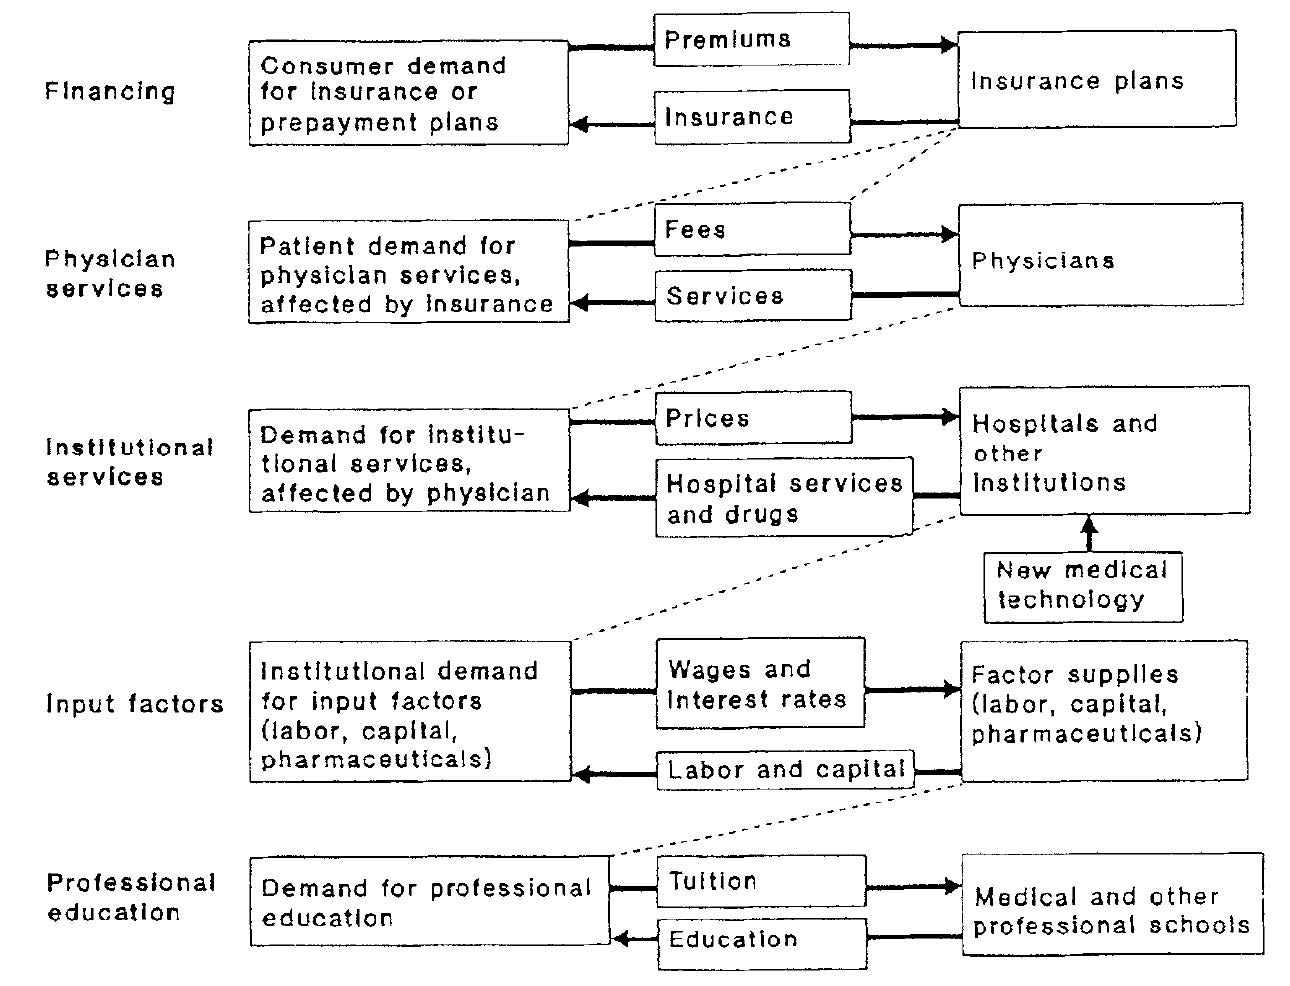 Financing
Consumer demand
for insurance or
prepayment plans
Premiums
Insurance
Insurance plans
Physician
services
Patient demand for
physician services,
affected by insurance
Fees
Services
Physicians
Institutional
services
Demand for institu-
tional services,
affected by physician
Prices
Hospital services
and drugs
Hospitals and
other
institutions
New medical
technology
Input factors
Institutional demand
for input factors
(labor, capital,
pharmaceuticals)
Wages and
interest rates
Labor and capital
Factor supplies
(labor, capital,
pharmaceuticals)
Professional
education
Demand for professional
education
Tuition
Education
Medical and other
professional schools